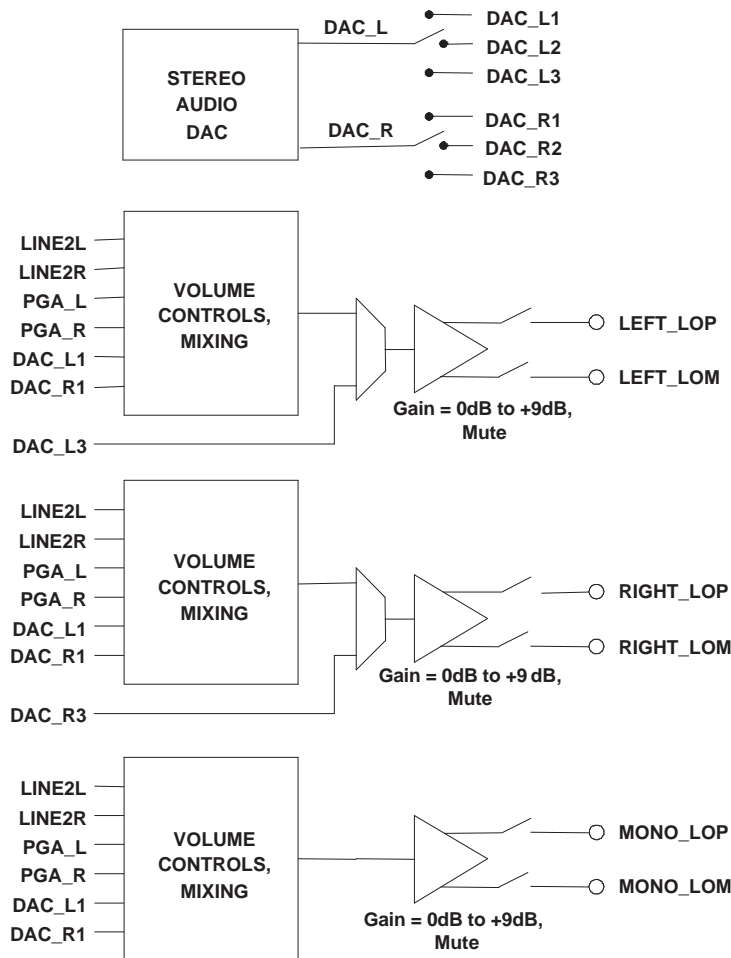 DAC_L
DAC_L1
DAC_L2
DAC_L3
STEREO
AUDIO
DAC
DAC_R
DAC_R1
DAC_R2
DAC_R3
LINE2L
LINE2R
PGA_L
PGA_R
DAC_L1
DAC_R1
DAC_L3
VOLUME
CONTROLS,
MIXING
LEFT_LOP
LEFT_LOM
Gain = 0dB to +9dB,
Mute
LINE2L
LINE2R
PGA_L
PGA_R
DAC_L1
DAC_R1
DAC_R3
VOLUME
CONTROLS,
MIXING
RIGHT_LOP
RIGHT_LOM
Gain = 0dB to +9 dB,
Mute
LINE2L
LINE2R
PGA_L
PGA_R
DAC_L1
DAC_R1
VOLUME
CONTROLS,
MIXING
MONO_LOP
MONO_LOM
Gain = 0dB to +9dB,
Mute